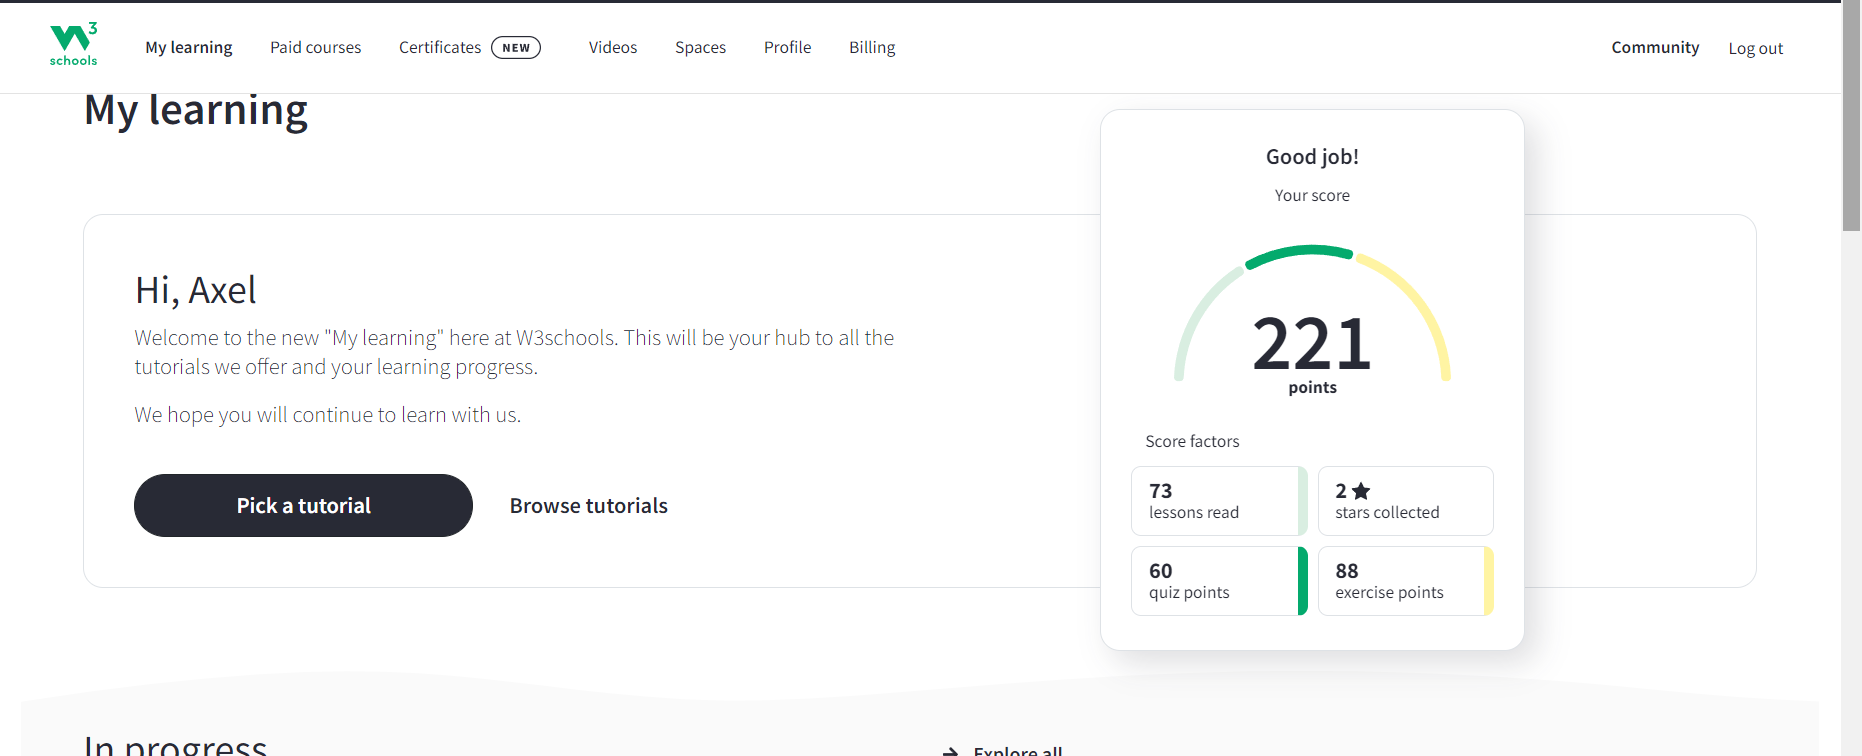 W3
schools
My learning
Paid courses
Certificates
NEW
Videos
Spaces
Profile
Billing
Community
Log out
My learning
Good job!
Your score
221
points
Hi, Axel
Welcome to the new "My learning" here at W3schools. This will be your hub to all the
tutorials we offer and your learning progress.
We hope you will continue to learn with us.
Pick a tutorial
Browse tutorials
Score factors
73
lessons read
2
stars collected
60
quiz points
88
exercise points
In progress
Explore all